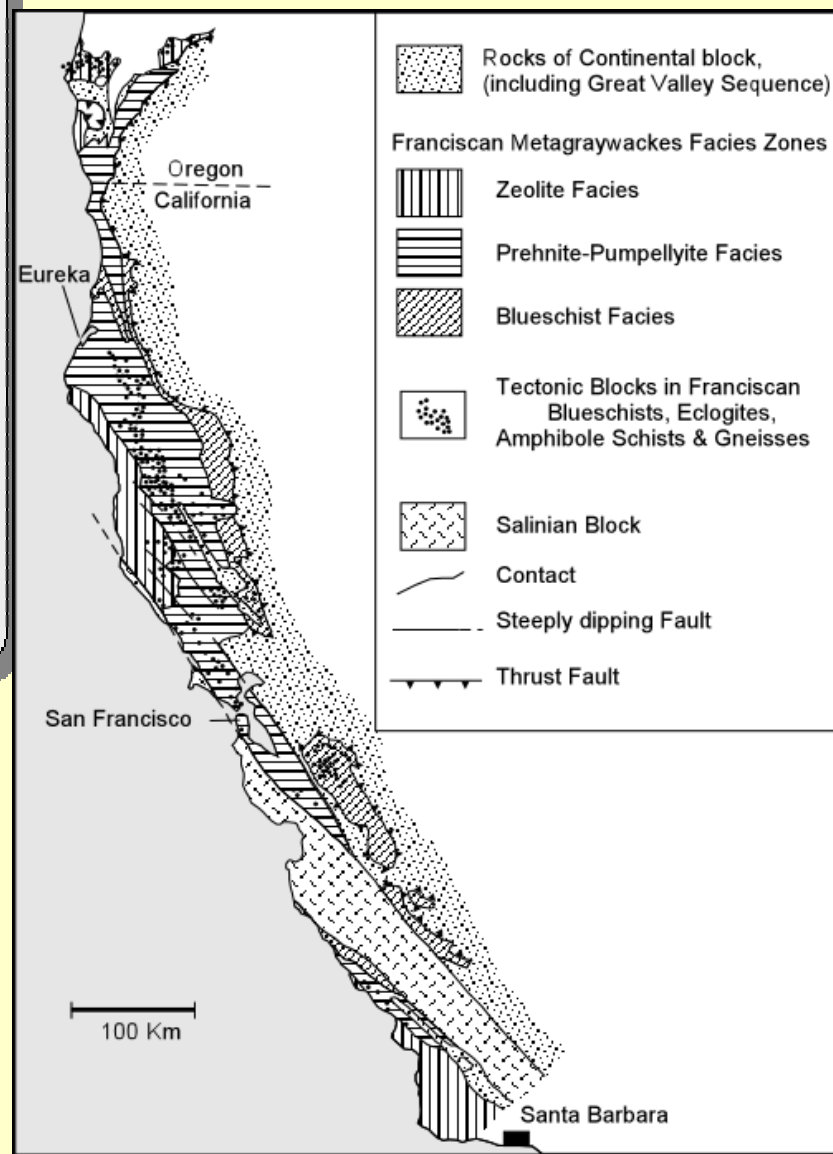 Rocks of Continental block,
(including Great Valley Sequence)
Franciscan Metagraywackes Facies Zones
Zeolite Facies
Prehnite-Pumpellyite Facies
Blueschist Facies
Tectonic Blocks in Franciscan
Blueschists, Eclogites,
Amphibole Schists & Gneisses
Salinian Block
Contact
Steeply dipping Fault
Thrust Fault
Oregon
California
Eureka
San Francisco
100 Km
Santa Barbara